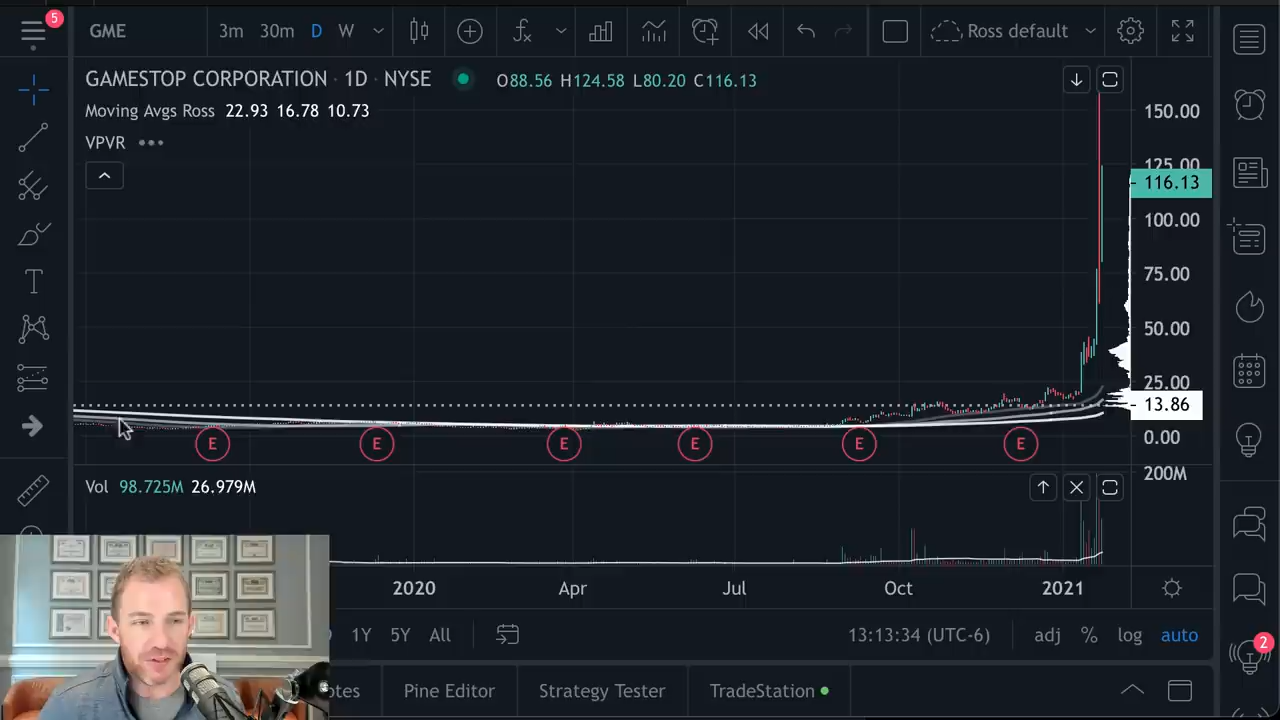 5
GME
3m 30m D W
Ross default
GAMESTOP CORPORATION · 1D · NYSE
O88.56 H124.58 L80.20 C116.13
Moving Avgs Ross 22.93 16.78 10.73
VPVR
150.00
125.00
116.13
100.00
75.00
50.00
25.00
13.86
0.00
E E E E E E
200M
Vol 98.725M 26.979M
2020 Apr Jul Oct 2021
1Y 5Y All
13:13:34 (UTC-6)
adj % log auto
2
Pine Editor Strategy Tester TradeStation